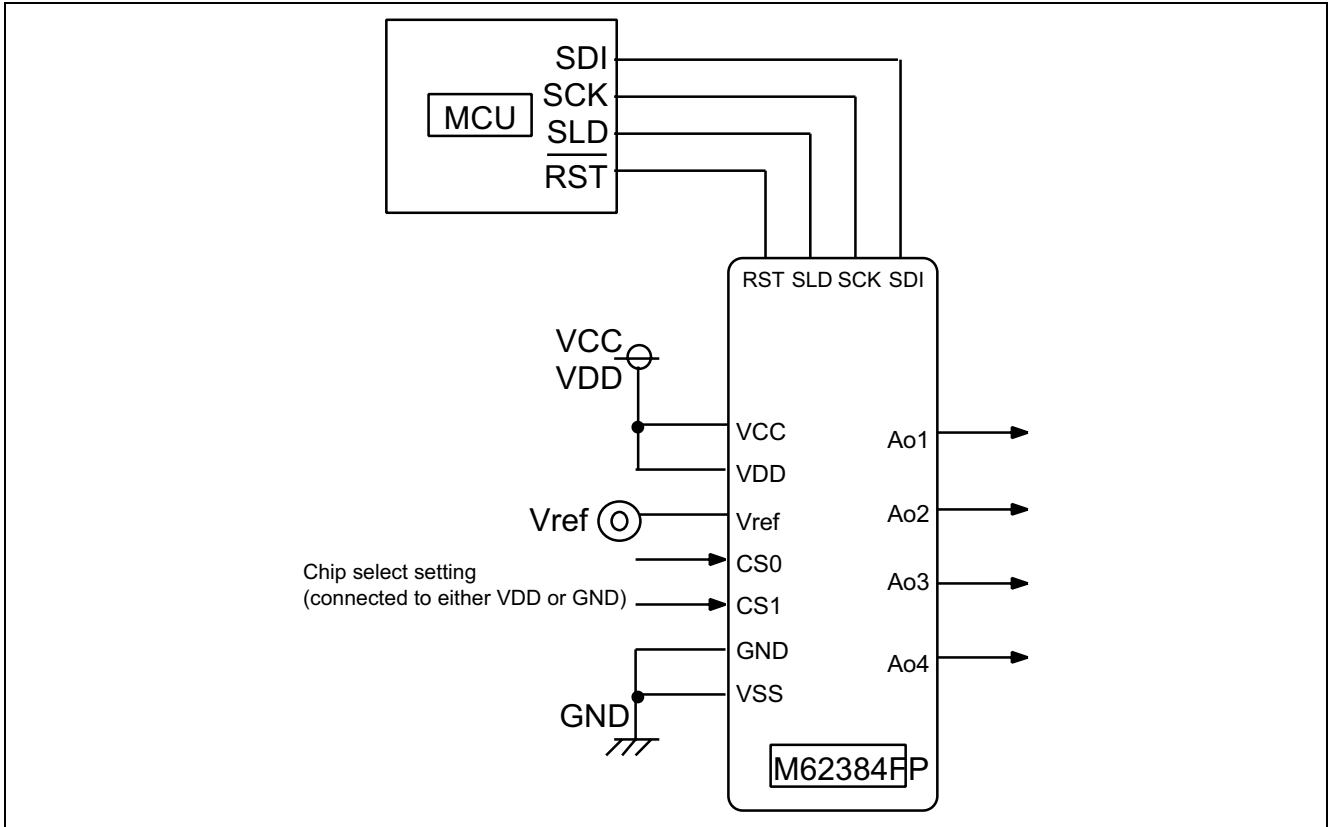 SDI
SCK
MCU
SLD
RST
RST SLD SCK SDI
VCC
VDD
VCC
Ao1
VDD
Vref
Vref
Ao2
CS0
Chip select setting
(connected to either VDD or GND)
Ao3
CS1
GND
Ao4
VSS
GND
M62384FP